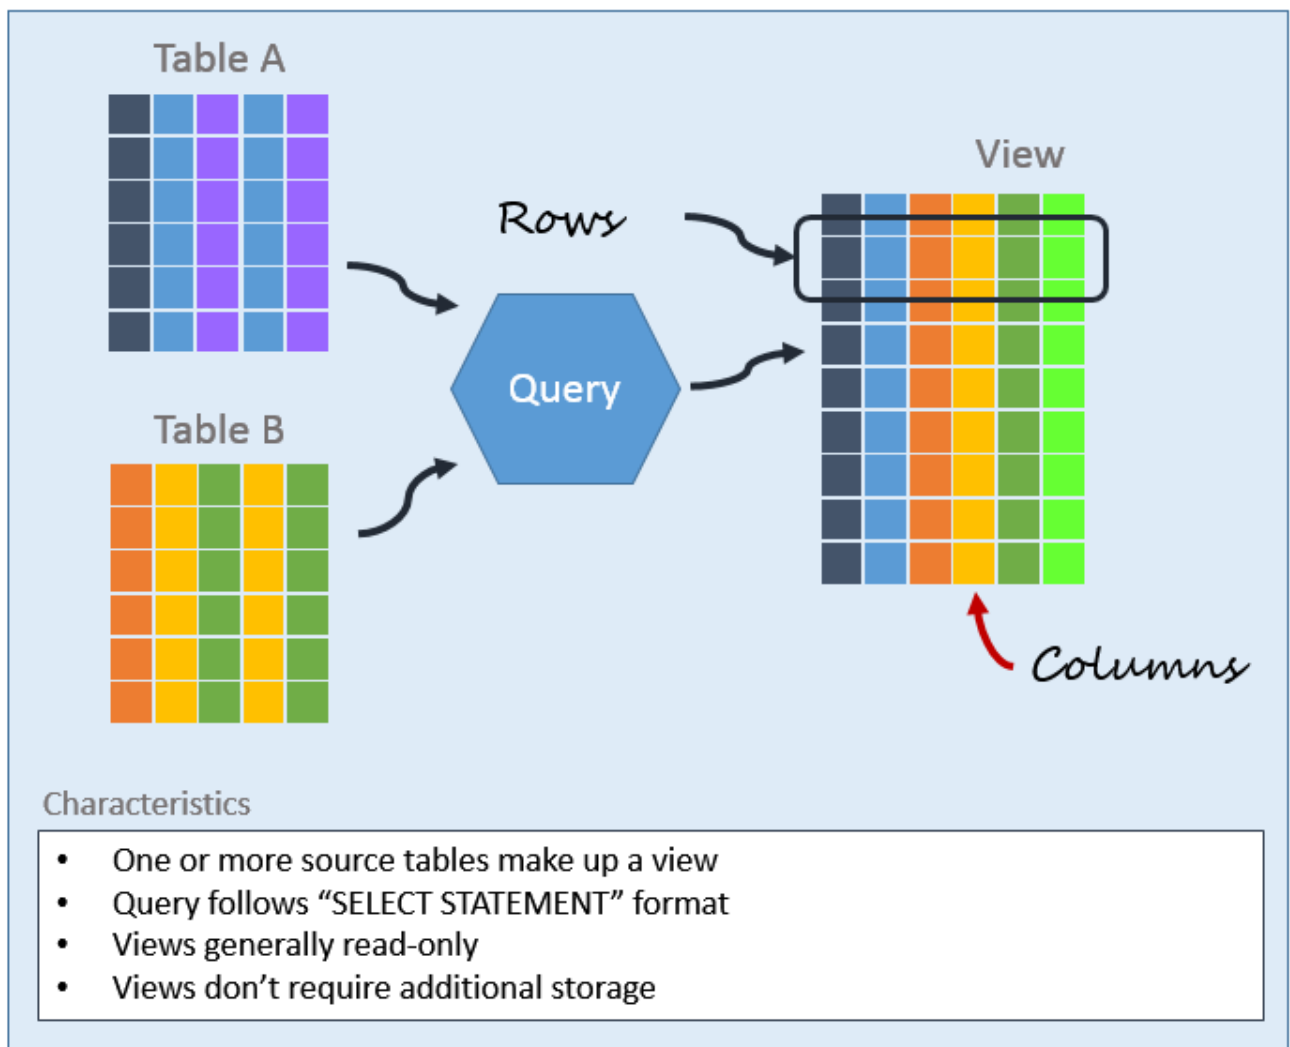 Table A
View
Rows
Query
Table B
Columns
Characteristics
• One or more source tables make up a view
• Query follows “SELECT STATEMENT” format
• Views generally read-only
• Views don’t require additional storage